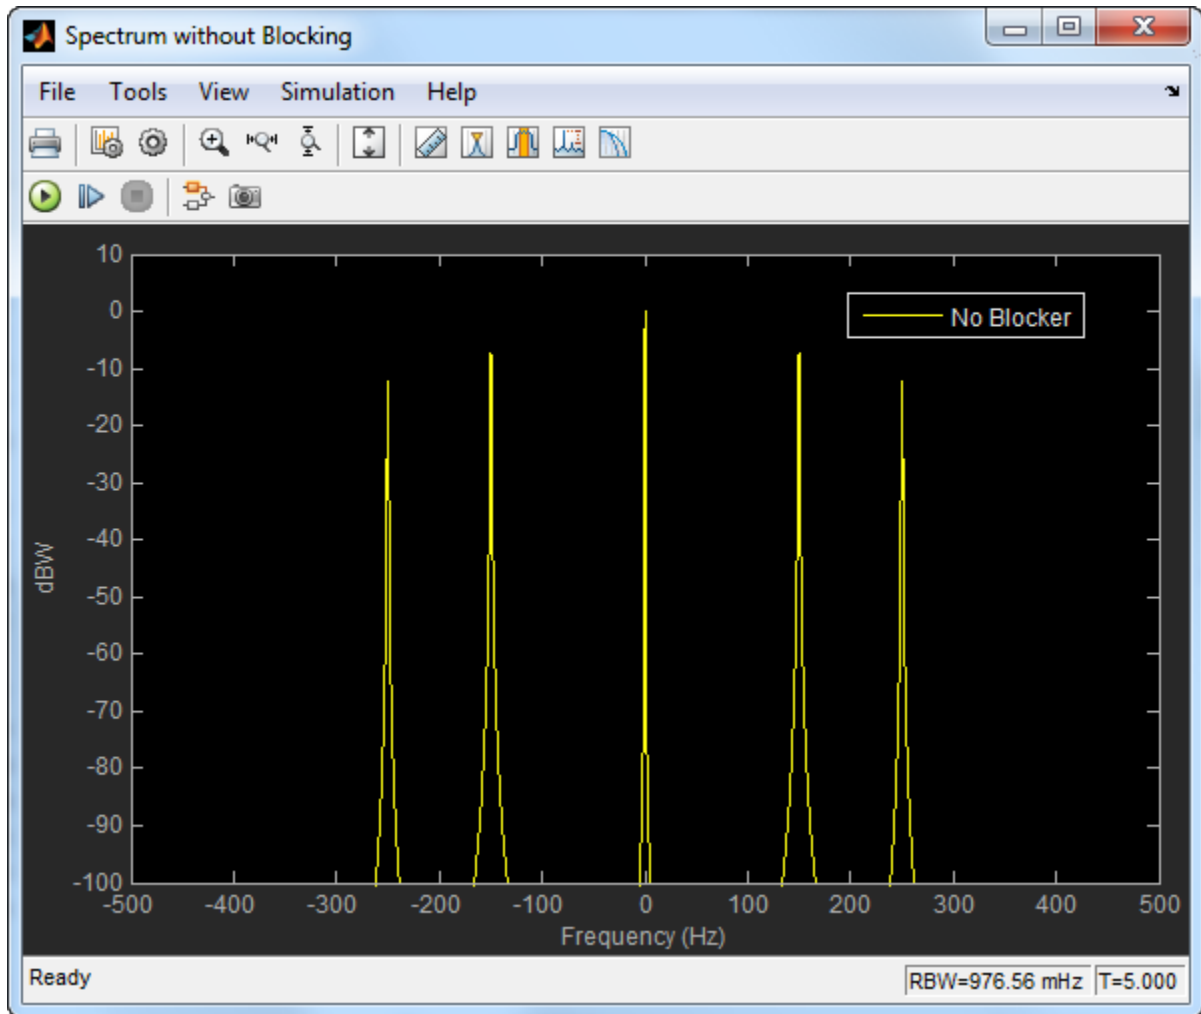 Spectrum without Blocking
File Tools View Simulation Help
10
0
-10
-20
-30
-40
-50
-60
-70
-80
-90
-100
dBW
No Blocker
-500 -400 -300 -200 -100 0 100 200 300 400 500
Frequency (Hz)
Ready RBW=976.56 mHz T=5.000